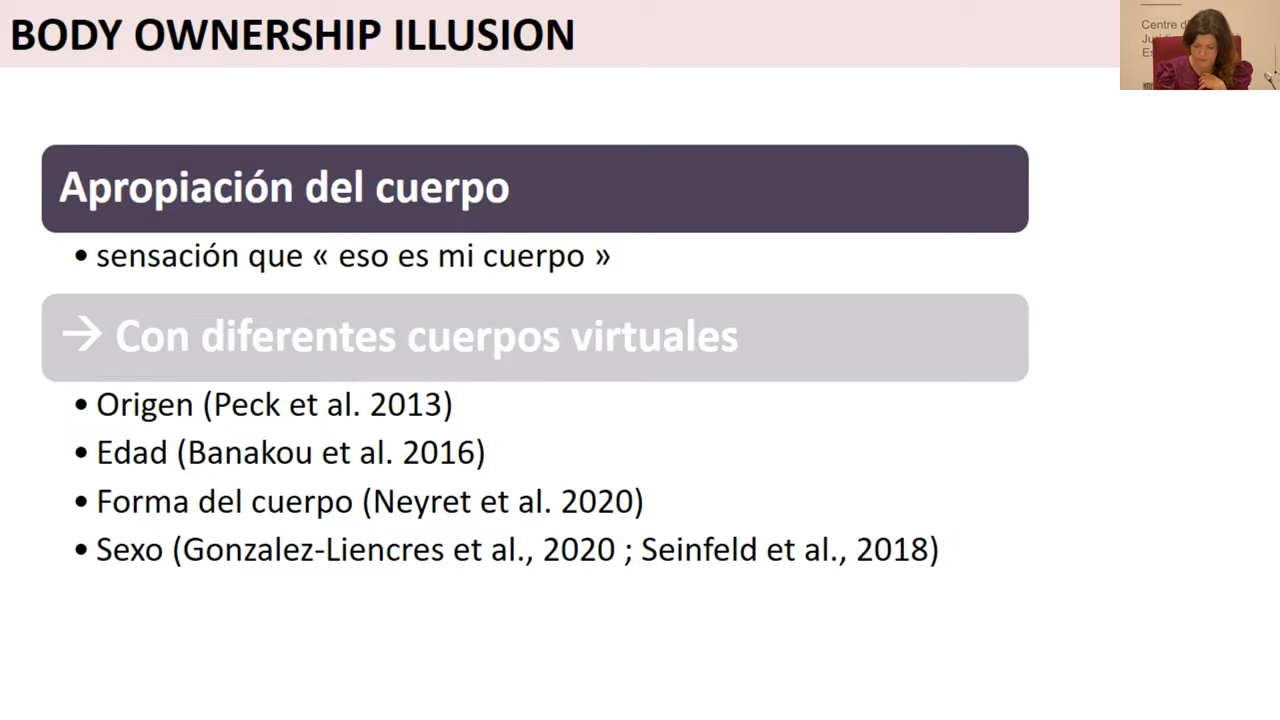 BODY OWNERSHIP ILLUSION
Centre d
Apropiación del cuerpo
• sensación que « eso es mi cuerpo »
→ Con diferentes cuerpos virtuales
• Origen (Peck et al. 2013)
• Edad (Banakou et al. 2016)
• Forma del cuerpo (Neyret et al. 2020)
• Sexo (Gonzalez-Liencres et al., 2020 ; Seinfeld et al., 2018)